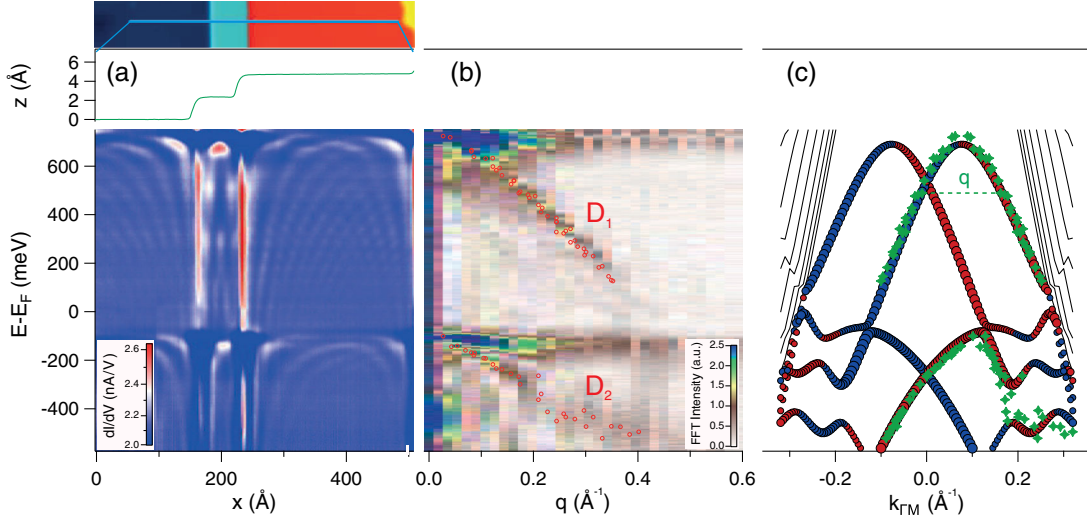 (a)
(b)
(c)
z (Å)
6
4
2
0
E-E_F (meV)
600
400
200
0
-200
-400
2.6
2.4
2.2
2.0
dI/dV (nA/V)
D₁
D₂
2.5
2.0
1.5
1.0
0.5
0.0
FFT Intensity (a.u.)
q
0
200
400
x (Å)
0.0
0.2
0.4
0.6
q (Å⁻¹)
-0.2
0.0
0.2
k_ΓM (Å⁻¹)